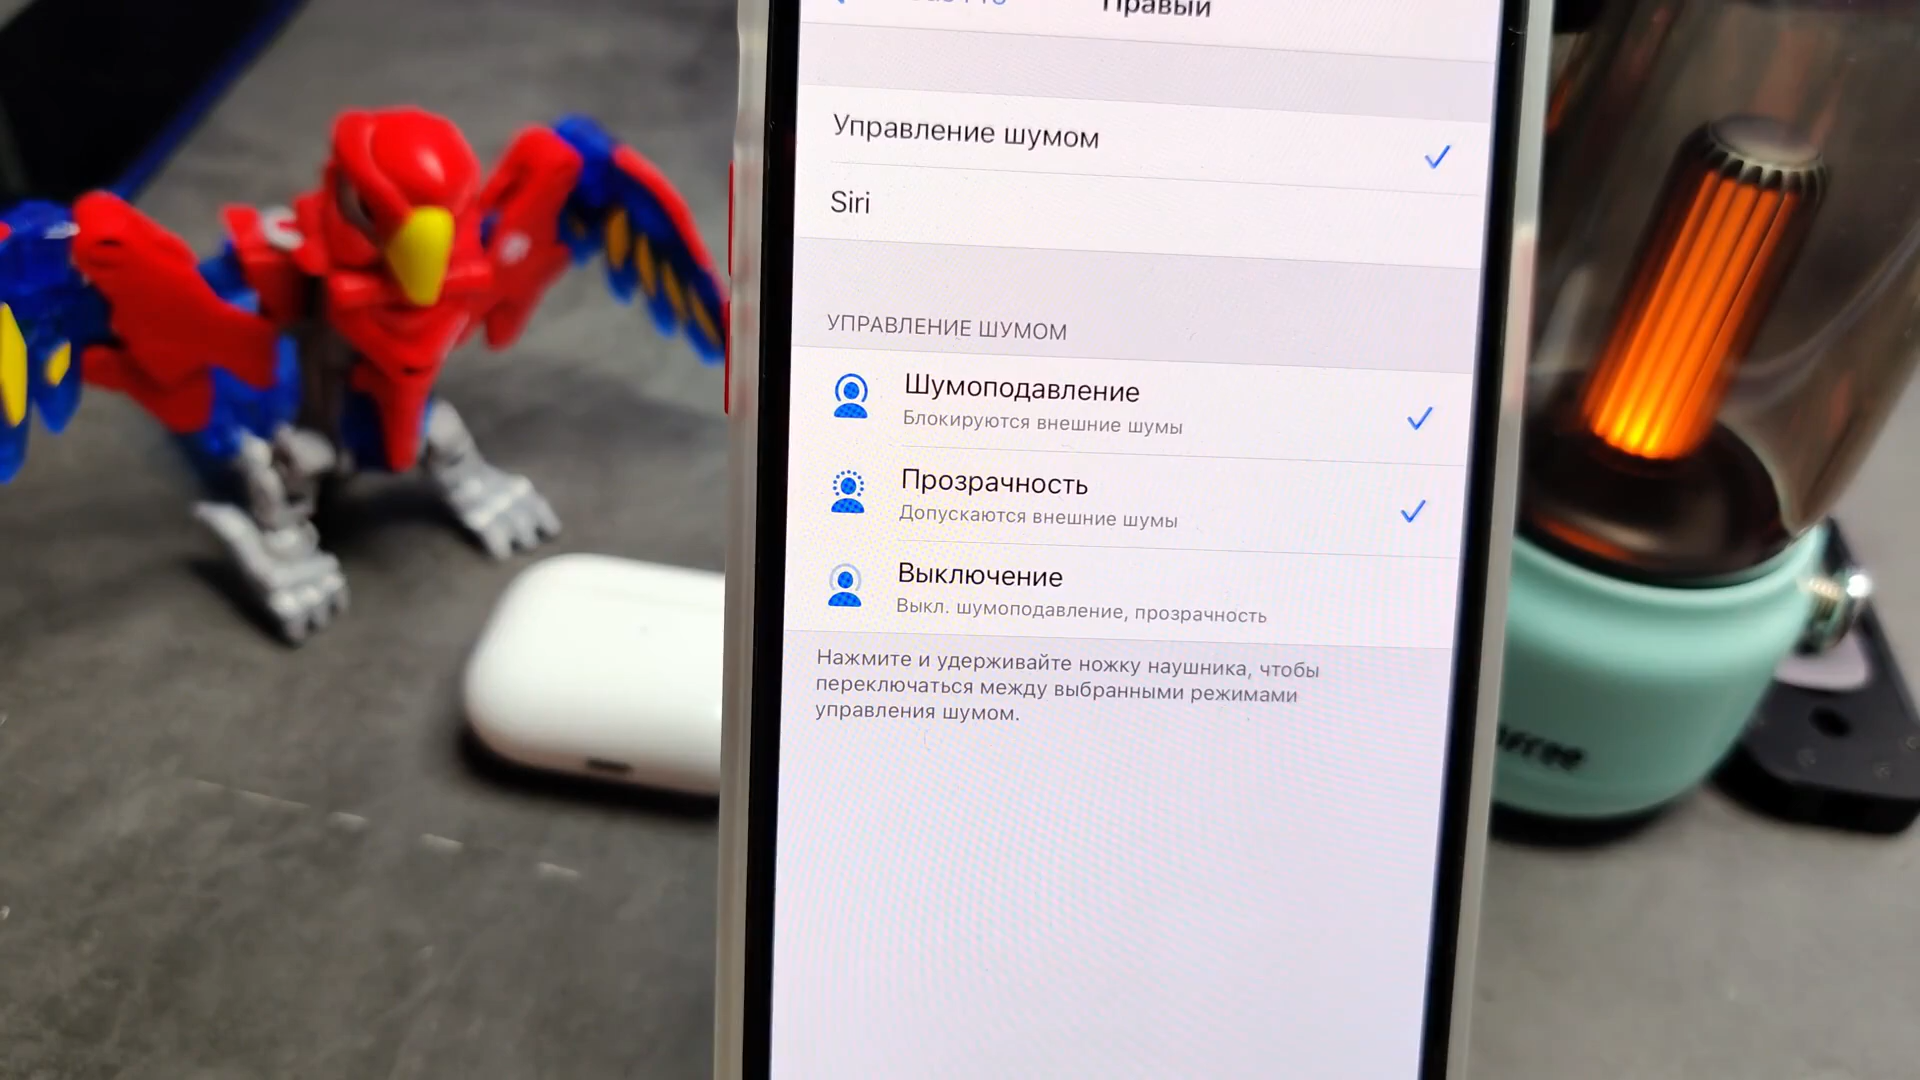 Правый
Управление шумом
Siri
УПРАВЛЕНИЕ ШУМОМ
Шумоподавление
Блокируются внешние шумы
Прозрачность
Допускаются внешние шумы
Выключение
Выкл. шумоподавление, прозрачность
Нажмите и удерживайте ножку наушника, чтобы
переключаться между выбранными режимами
управления шумом.